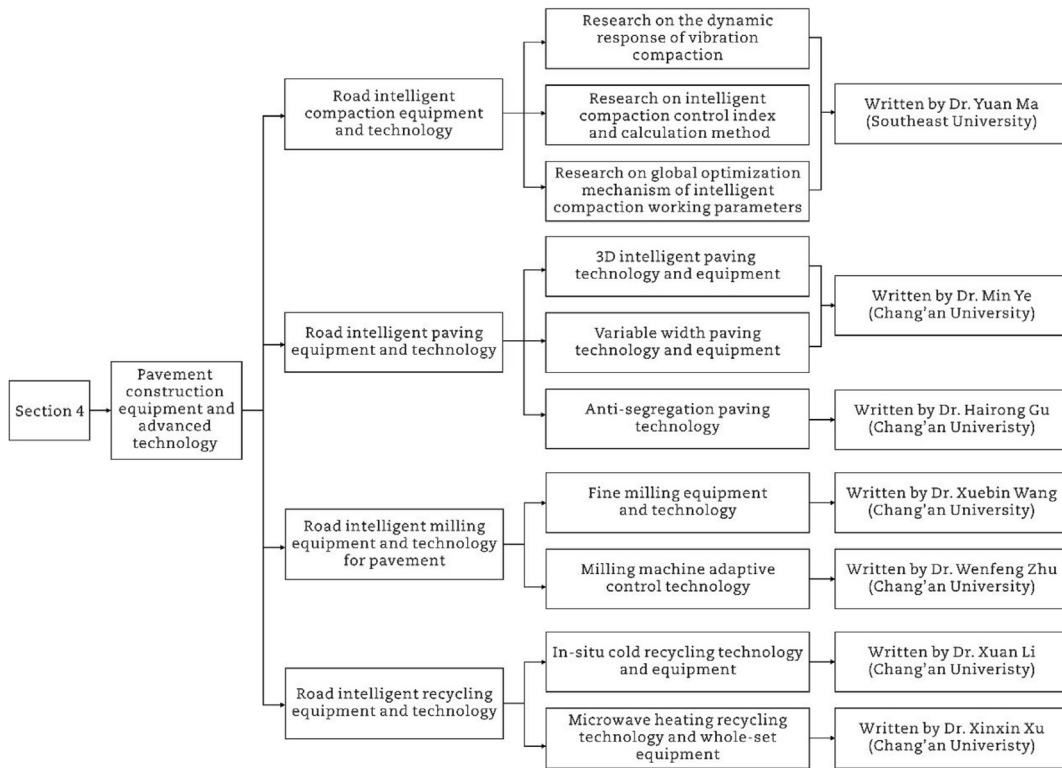 Section 4
Pavement
construction
equipment and
advanced
technology
Road intelligent
compaction equipment
and technology
Research on the dynamic
response of vibration
compaction
Research on intelligent
compaction control index
and calculation method
Research on global optimization
mechanism of intelligent
compaction working parameters
Written by Dr. Yuan Ma
(Southeast University)
Road intelligent paving
equipment and technology
3D intelligent paving
technology and equipment
Variable width paving
technology and equipment
Written by Dr. Min Ye
(Chang'an University)
Anti-segregation paving
technology
Written by Dr. Hairong Gu
(Chang'an Univeristy)
Road intelligent milling
equipment and technology
for pavement
Fine milling equipment
and technology
Written by Dr. Xuebin Wang
(Chang'an University)
Milling machine adaptive
control technology
Written by Dr. Wenfeng Zhu
(Chang'an University)
Road intelligent recycling
equipment and technology
In-situ cold recycling technology
and equipment
Written by Dr. Xuan Li
(Chang'an Univeristy)
Microwave heating recycling
technology and whole-set
equipment
Written by Dr. Xinxin Xu
(Chang'an Univeristy)